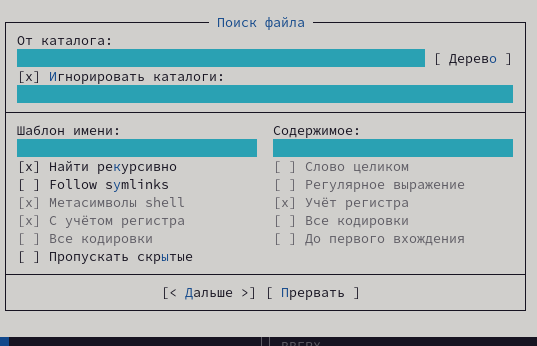 Поиск файла
От каталога:
[ Дерево ]
[x] Игнорировать каталоги:
Шаблон имени:
[x] Найти рекурсивно
[ ] Follow symlinks
[x] Метасимволы shell
[x] С учётом регистра
[ ] Все кодировки
[ ] Пропускать скрытые
Содержимое:
[ ] Слово целиком
[ ] Регулярное выражение
[x] Учёт регистра
[ ] Все кодировки
[ ] До первого вхождения
[< Дальше >] [ Прервать ]